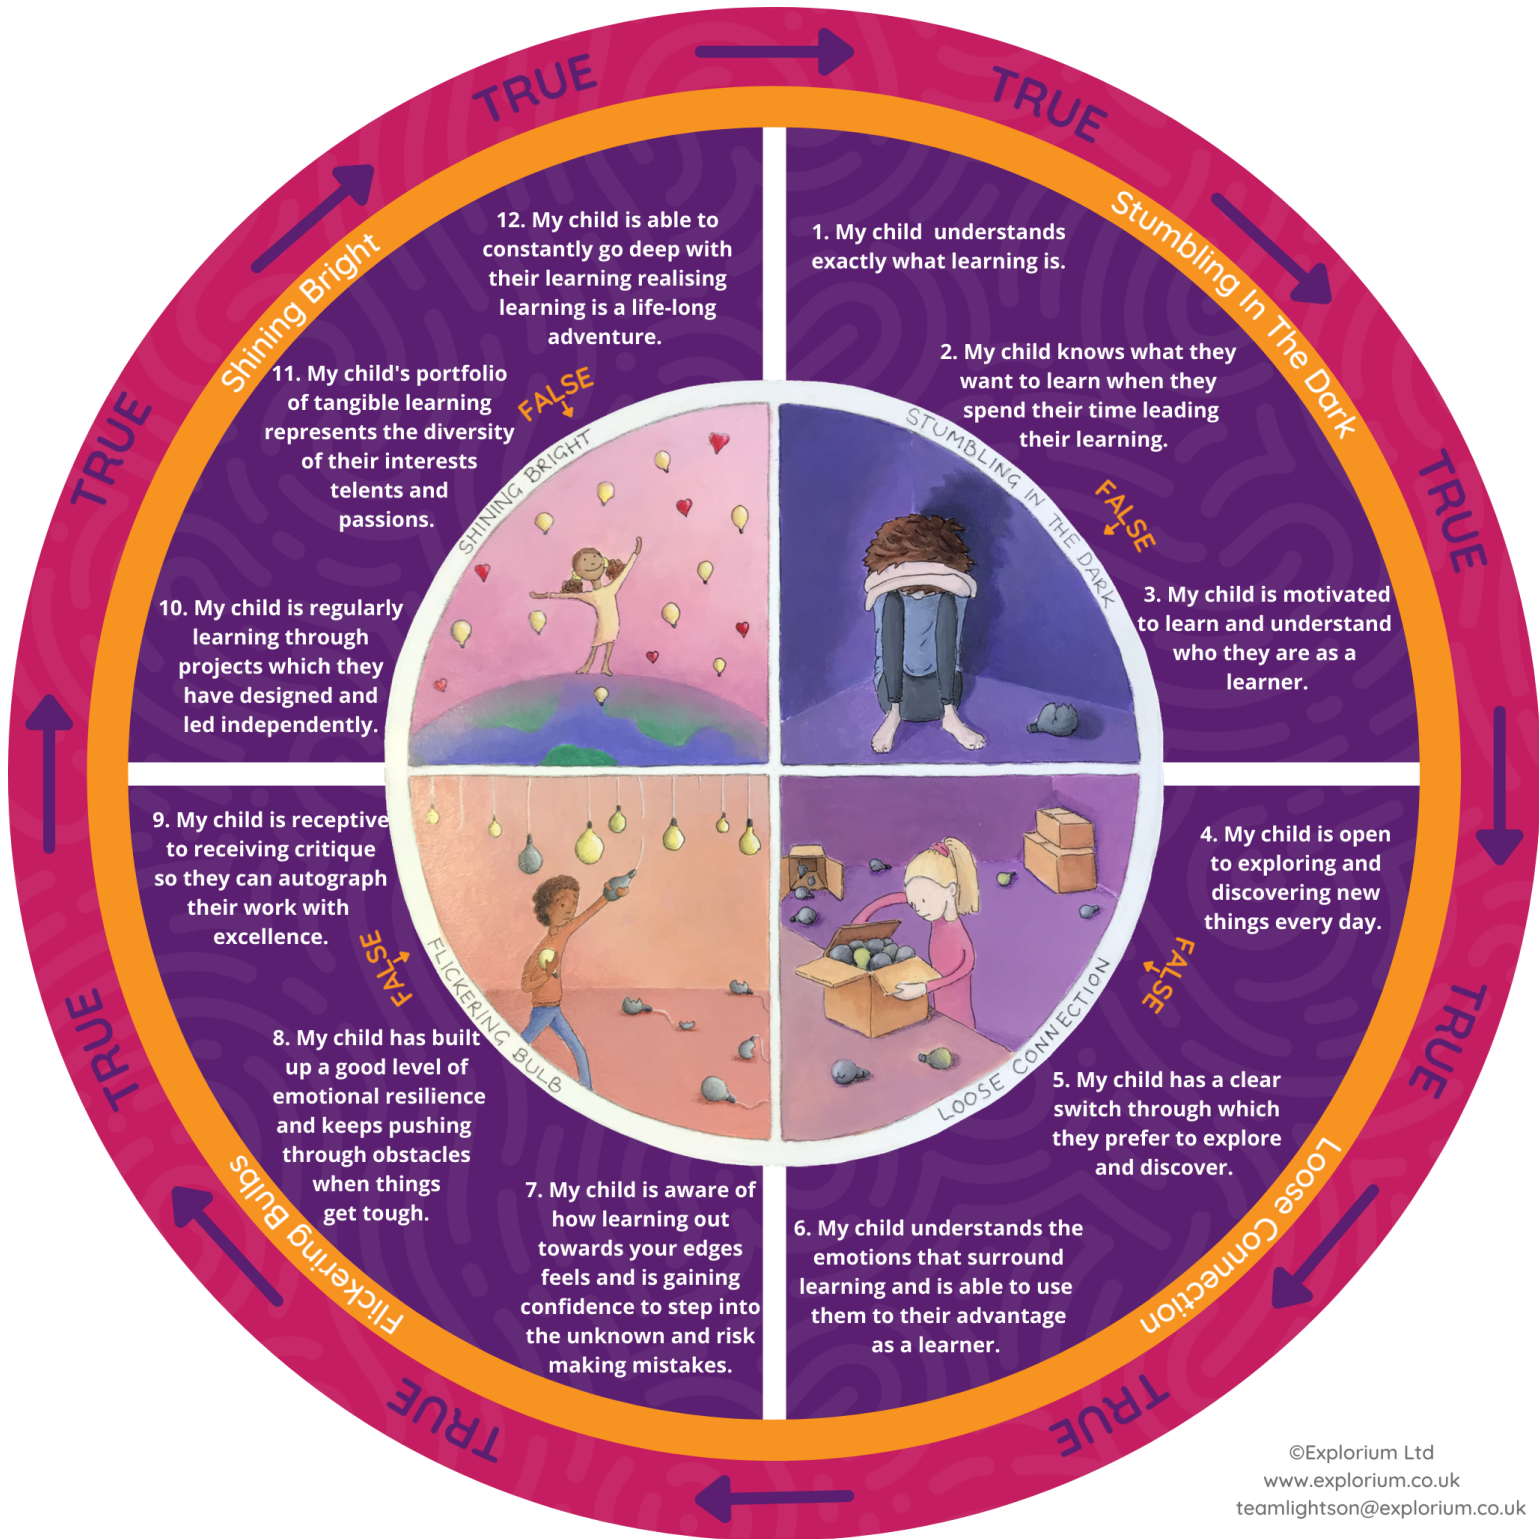 TRUE
TRUE
TRUE
TRUE
TRUE
TRUE
TRUE
TRUE
Stumbling In The Dark
1. My child understands
exactly what learning is.
2. My child knows what they
want to learn when they
spend their time leading
their learning.
FALSE
3. My child is motivated
to learn and understand
who they are as a
learner.
Loose Connection
4. My child is open
to exploring and
discovering new
things every day.
FALSE
5. My child has a clear
switch through which
they prefer to explore
and discover.
6. My child understands the
emotions that surround
learning and is able to use
them to their advantage
as a learner.
Flickering Bulbs
7. My child is aware of
how learning out
towards your edges
feels and is gaining
confidence to step into
the unknown and risk
making mistakes.
8. My child has built
up a good level of
emotional resilience
and keeps pushing
through obstacles
when things
get tough.
FALSE
9. My child is receptive
to receiving critique
so they can autograph
their work with
excellence.
Shining Bright
10. My child is regularly
learning through
projects which they
have designed and
led independently.
11. My child's portfolio
of tangible learning
represents the diversity
of their interests
telents and
passions.
FALSE
12. My child is able to
constantly go deep with
their learning realising
learning is a life-long
adventure.
STUMBLING IN THE DARK
LOOSE CONNECTION
FLICKERING BULB
SHINING BRIGHT
©Explorium Ltd
www.explorium.co.uk
teamlightson@explorium.co.uk